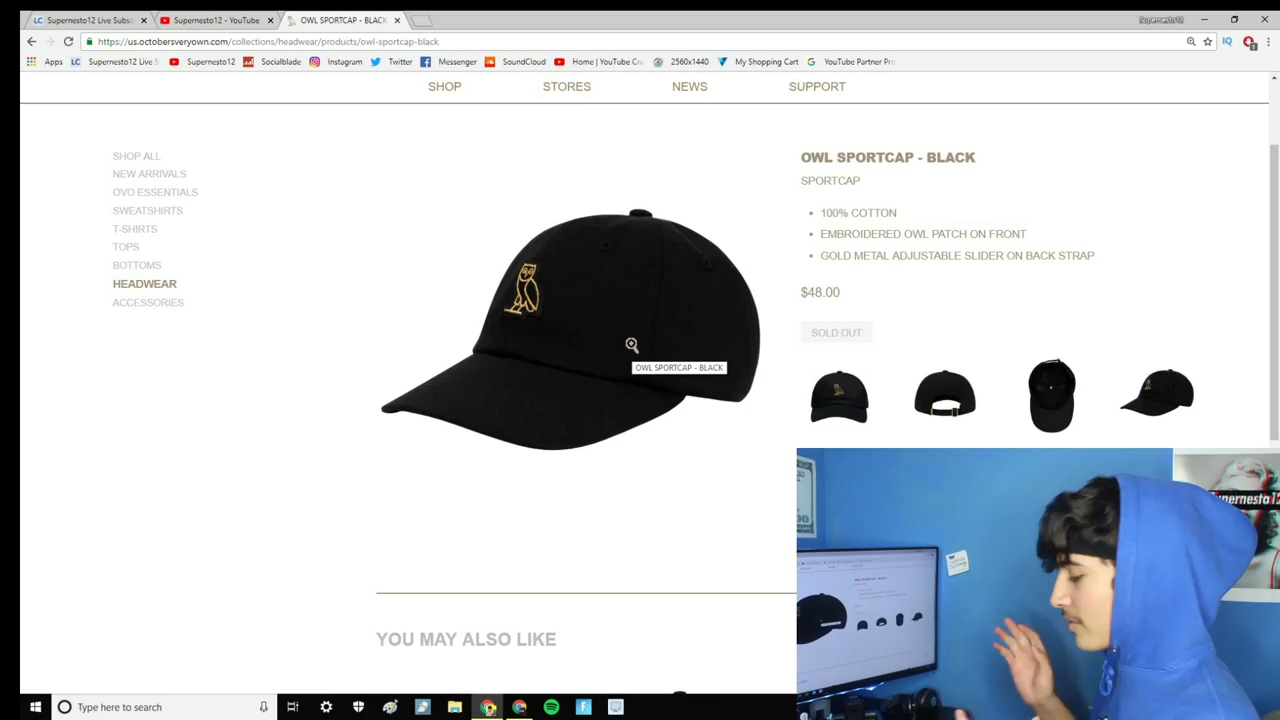 Supernesto12 Live Subsc
Supernesto12 - YouTube
OWL SPORTCAP - BLACK
Supernesto12
https://us.octobersveryown.com/collections/headwear/products/owl-sportcap-black
Apps
Supernesto12 Live S
Supernesto12
Socialblade
Instagram
Twitter
Messenger
SoundCloud
Home | YouTube Cre
2560x1440
My Shopping Cart
YouTube Partner Pro
SHOP
STORES
NEWS
SUPPORT
SHOP ALL
NEW ARRIVALS
OVO ESSENTIALS
SWEATSHIRTS
T-SHIRTS
TOPS
BOTTOMS
HEADWEAR
ACCESSORIES
OWL SPORTCAP - BLACK
SPORTCAP
• 100% COTTON
• EMBROIDERED OWL PATCH ON FRONT
• GOLD METAL ADJUSTABLE SLIDER ON BACK STRAP
$48.00
SOLD OUT
OWL SPORTCAP - BLACK
YOU MAY ALSO LIKE
Supernesto12
Type here to search